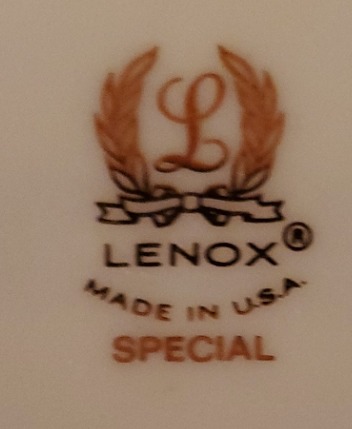 L
LENOX®
MADE IN U.S.A.
SPECIAL